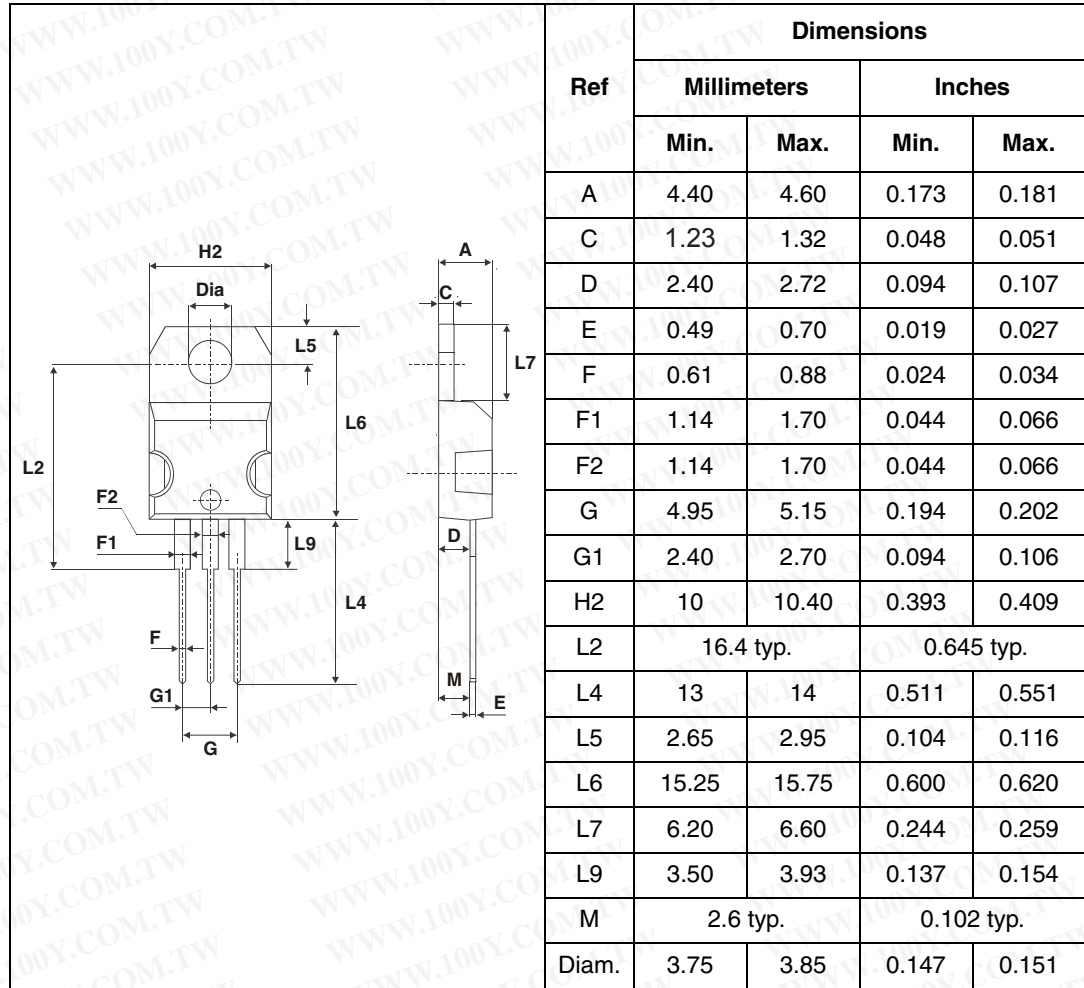 Dimensions
Ref Millimeters Inches
Min. Max. Min. Max.
A 4.40 4.60 0.173 0.181
C 1.23 1.32 0.048 0.051
D 2.40 2.72 0.094 0.107
E 0.49 0.70 0.019 0.027
F 0.61 0.88 0.024 0.034
F1 1.14 1.70 0.044 0.066
F2 1.14 1.70 0.044 0.066
G 4.95 5.15 0.194 0.202
G1 2.40 2.70 0.094 0.106
H2 10 10.40 0.393 0.409
L2 16.4 typ. 0.645 typ.
L4 13 14 0.511 0.551
L5 2.65 2.95 0.104 0.116
L6 15.25 15.75 0.600 0.620
L7 6.20 6.60 0.244 0.259
L9 3.50 3.93 0.137 0.154
M 2.6 typ. 0.102 typ.
Diam. 3.75 3.85 0.147 0.151
H2
A
Dia
C
L5
L7
L6
L2
F2
F1
L9
D
L4
F
M
G1
E
G
WWW.100Y.COM.TW